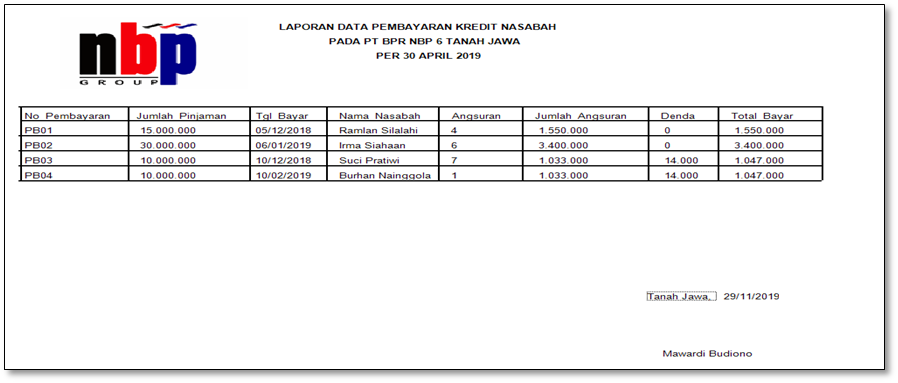 nbp
GROUP
LAPORAN DATA PEMBAYARAN KREDIT NASABAH
PADA PT BPR NBP 6 TANAH JAWA
PER 30 APRIL 2019
No Pembayaran Jumlah Pinjaman Tgl Bayar Nama Nasabah Angsuran Jumlah Angsuran Denda Total Bayar
PB01 15.000.000 05/12/2018 Ramlan Silalahi 4 1.550.000 0 1.550.000
PB02 30.000.000 06/01/2019 Irma Siahaan 6 3.400.000 0 3.400.000
PB03 10.000.000 10/12/2018 Suci Pratiwi 7 1.033.000 14.000 1.047.000
PB04 10.000.000 10/02/2019 Burhan Nainggola 1 1.033.000 14.000 1.047.000
Tanah Jawa, 29/11/2019
Mawardi Budiono